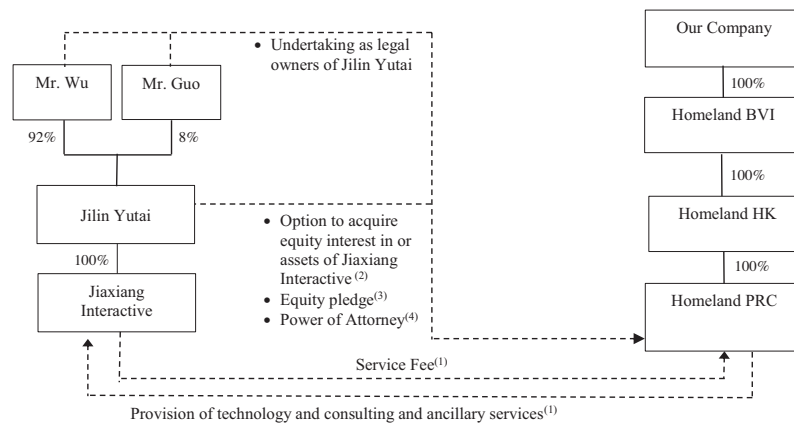 Our Company
• Undertaking as legal
owners of Jilin Yutai
Mr. Wu
Mr. Guo
100%
Homeland BVI
92%
8%
100%
Jilin Yutai
Homeland HK
• Option to acquire
equity interest in or
assets of Jiaxiang
Interactive(2)
• Equity pledge(3)
• Power of Attorney(4)
100%
100%
Jiaxiang
Interactive
Homeland PRC
Service Fee(1)
Provision of technology and consulting and ancillary services(1)